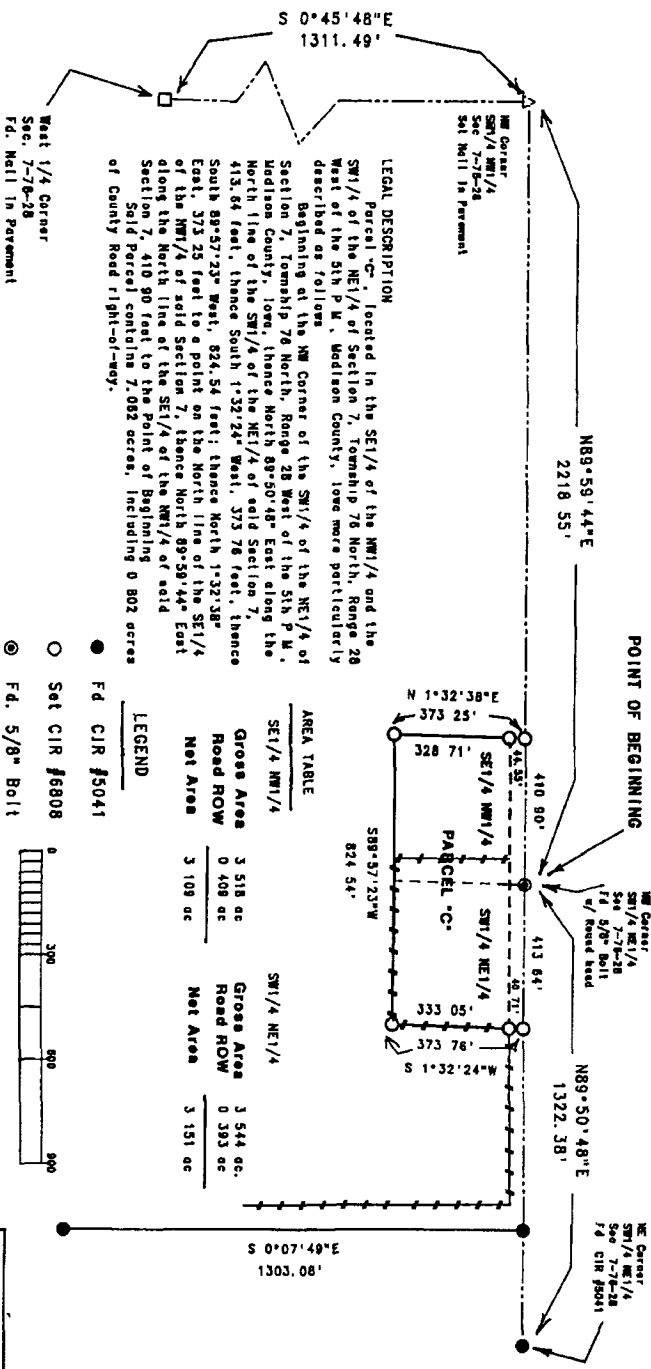 S 0°45'48"E
1311.49'
NW Corner
SE1/4 NW1/4
Sec 7-76-28
Set Nail in Pavement
West 1/4 Corner
Sec. 7-76-28
Fd. Nail in Pavement
N89°59'44"E
2218 55'
POINT OF BEGINNING
NW Corner
SW1/4 NE1/4
Sec 7-76-28
Fd 5/8" Bolt
w/ Round head
N89°50'48"E
1322.38'
NE Corner
SW1/4 NE1/4
Sec 7-76-28
Fd CIR #5041
410 90'
413 64'
N 1°32'38"E
373 25'
328 71'
44.55'
SE1/4 NW1/4
PARCEL "C"
SW1/4 NE1/4
40 71'
333 05'
373 76'
S 1°32'24"W
S89°57'23"W
824 54'
S 0°07'49"E
1303.08'
LEGAL DESCRIPTION
Parcel "C", located in the SE1/4 of the NW1/4 and the
SW1/4 of the NE1/4 of Section 7, Township 76 North, Range 28
West of the 5th P M , Madison County, Iowa more particularly
described as follows
Beginning at the NW Corner of the SW1/4 of the NE1/4 of
Section 7, Township 76 North, Range 28 West of the 5th P M ,
Madison County, Iowa, thence North 89°50'48" East along the
North line of the SW1/4 of the NE1/4 of said Section 7,
413.64 feet, thence South 1°32'24" West, 373 76 feet, thence
South 89°57'23" West, 824.54 feet; thence North 1°32'38"
East, 373 25 feet to a point on the North line of the SE1/4
of the NW1/4 of said Section 7, thence North 89°59'44" East
along the North line of the SE1/4 of the NW1/4 of said
Section 7, 410 90 feet to the Point of Beginning
Said Parcel contains 7.062 acres, including 0 802 acres
of County Road right-of-way.
AREA TABLE
SE1/4 NW1/4
Gross Area 3 518 ac
Road ROW 0 409 ac
Net Area 3 109 ac
SW1/4 NE1/4
Gross Area 3 544 ac.
Road ROW 0 393 ac
Net Area 3 151 ac
LEGEND
Fd CIR #5041
Set CIR #6808
Fd. 5/8" Bolt
0 300 600 900